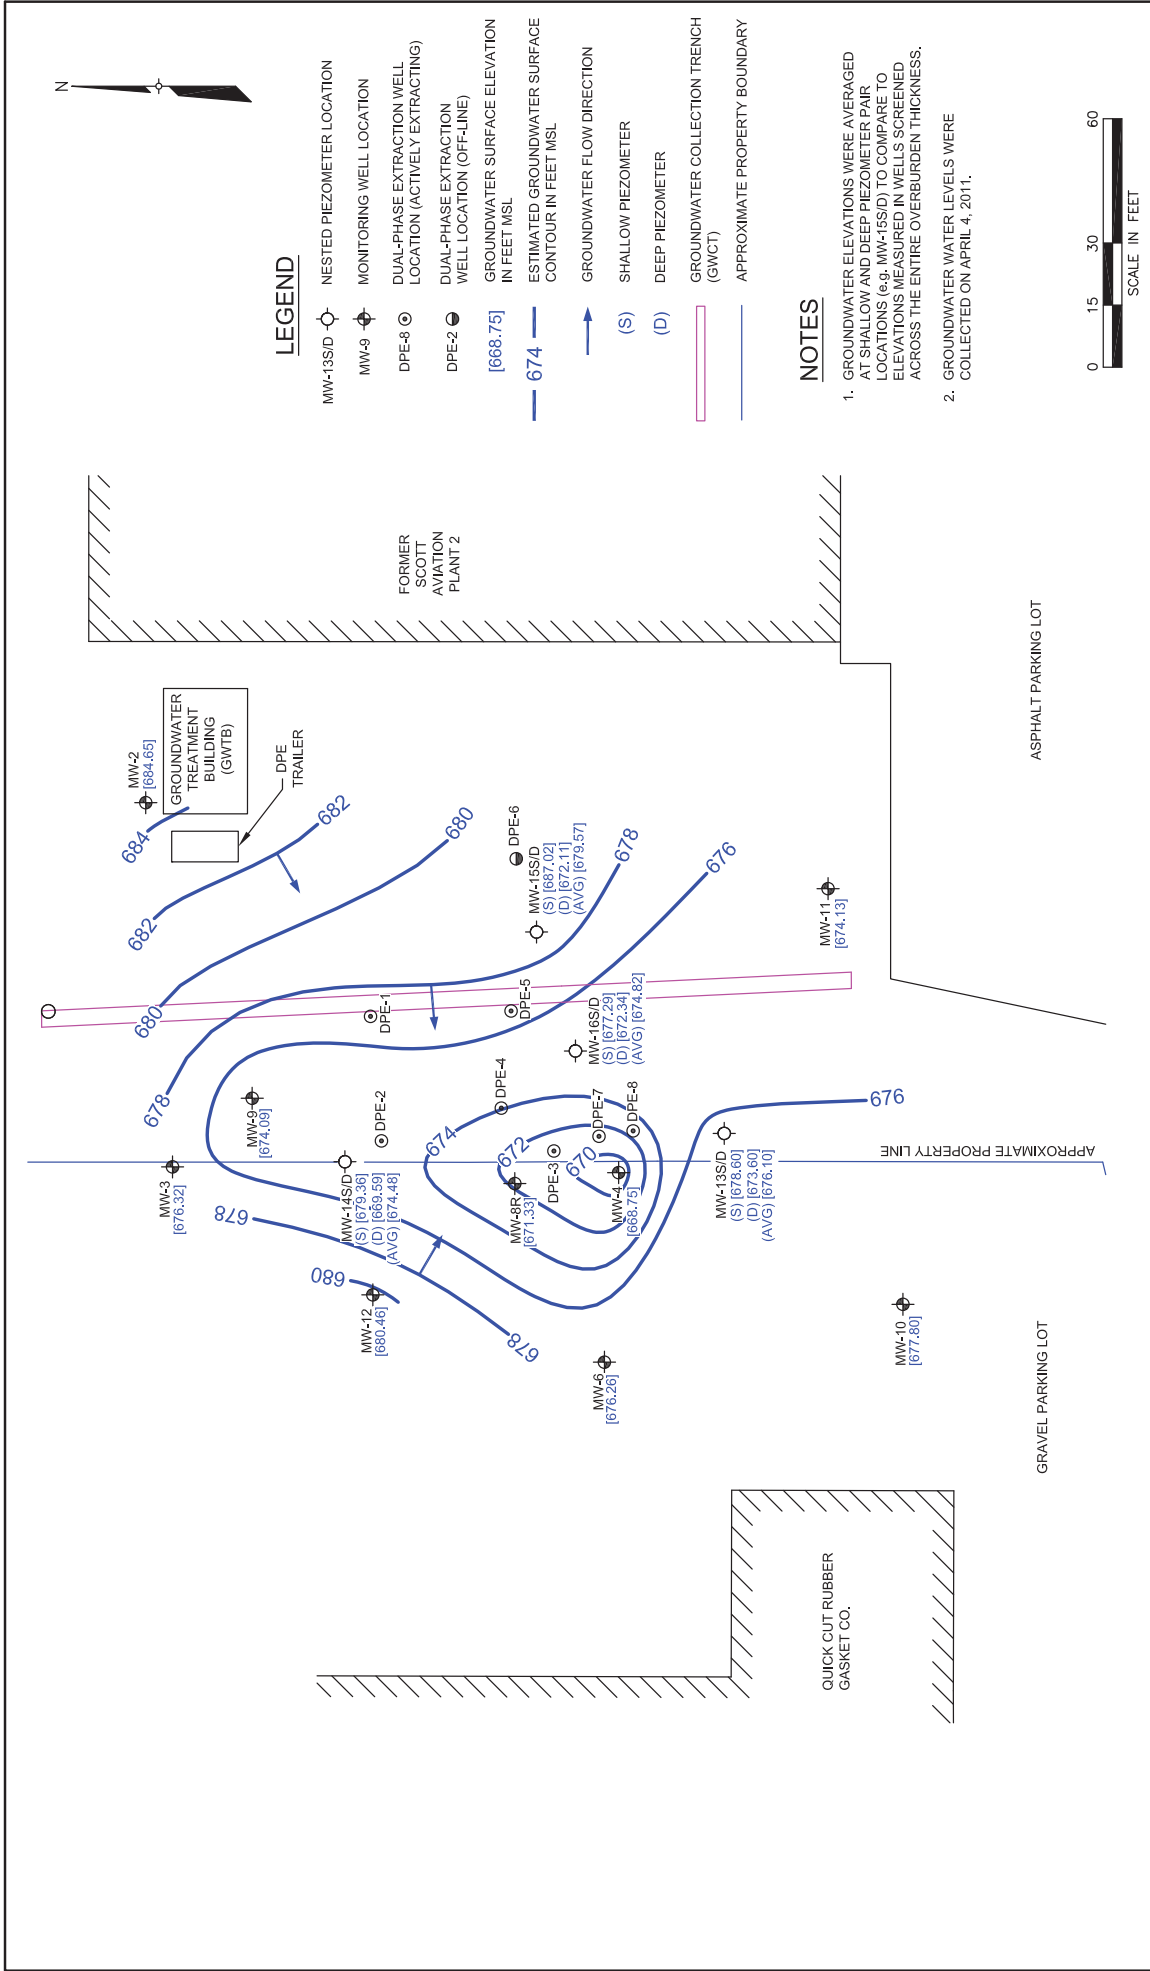 N
LEGEND
MW-13S/D
NESTED PIEZOMETER LOCATION
MW-9
MONITORING WELL LOCATION
DPE-8
DUAL-PHASE EXTRACTION WELL
LOCATION (ACTIVELY EXTRACTING)
DPE-2
DUAL-PHASE EXTRACTION
WELL LOCATION (OFF-LINE)
[668.75]
GROUNDWATER SURFACE ELEVATION
IN FEET MSL
674
ESTIMATED GROUNDWATER SURFACE
CONTOUR IN FEET MSL
GROUNDWATER FLOW DIRECTION
(S)
SHALLOW PIEZOMETER
(D)
DEEP PIEZOMETER
GROUNDWATER COLLECTION TRENCH
(GWCT)
APPROXIMATE PROPERTY BOUNDARY
NOTES
1. GROUNDWATER ELEVATIONS WERE AVERAGED
AT SHALLOW AND DEEP PIEZOMETER PAIR
LOCATIONS (e.g. MW-15S/D) TO COMPARE TO
ELEVATIONS MEASURED IN WELLS SCREENED
ACROSS THE ENTIRE OVERBURDEN THICKNESS.
2. GROUNDWATER WATER LEVELS WERE
COLLECTED ON APRIL 4, 2011.
0 15 30 60
SCALE IN FEET
FORMER
SCOTT
AVIATION
PLANT 2
MW-2
[684.65]
GROUNDWATER
TREATMENT
BUILDING
(GWTB)
DPE
TRAILER
684
682
682
680
680
678
678
676
DPE-6
MW-15S/D
(S) [687.02]
(D) [672.11]
(AVG) [679.57]
MW-11
[674.13]
ASPHALT PARKING LOT
DPE-1
DPE-5
MW-16S/D
(S) [677.29]
(D) [672.34]
(AVG) [674.82]
MW-9
[674.09]
DPE-2
DPE-4
DPE-7
DPE-8
674
672
670
676
MW-3
[676.32]
MW-14S/D
(S) [679.36]
(D) [669.59]
(AVG) [674.48]
MW-8R
[671.33]
DPE-3
MW-4
[668.75]
MW-13S/D
(S) [678.60]
(D) [673.60]
(AVG) [676.10]
APPROXIMATE PROPERTY LINE
678
680
678
MW-12
[680.46]
MW-6
[676.26]
MW-10
[677.80]
GRAVEL PARKING LOT
QUICK CUT RUBBER
GASKET CO.